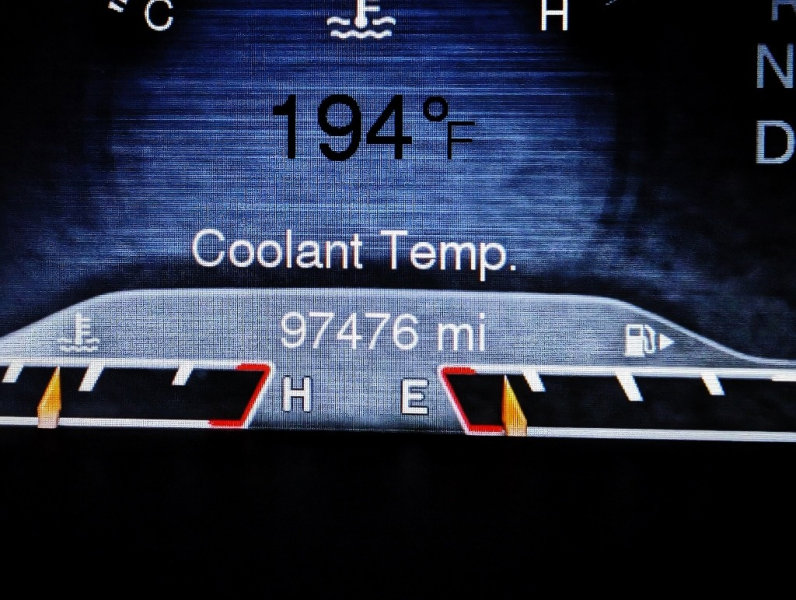 C H
194°F
N
D
Coolant Temp.
97476 mi
H E